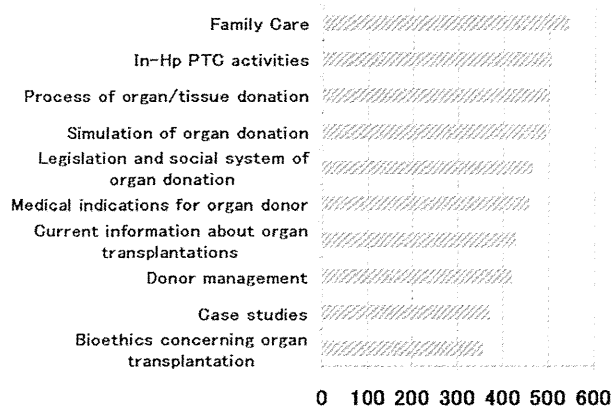 Family Care
In-Hp PTC activities
Process of organ/tissue donation
Simulation of organ donation
Legislation and social system of
organ donation
Medical indications for organ donor
Current information about organ
transplantations
Donor management
Case studies
Bioethics concerning organ
transplantation
0 100 200 300 400 500 600